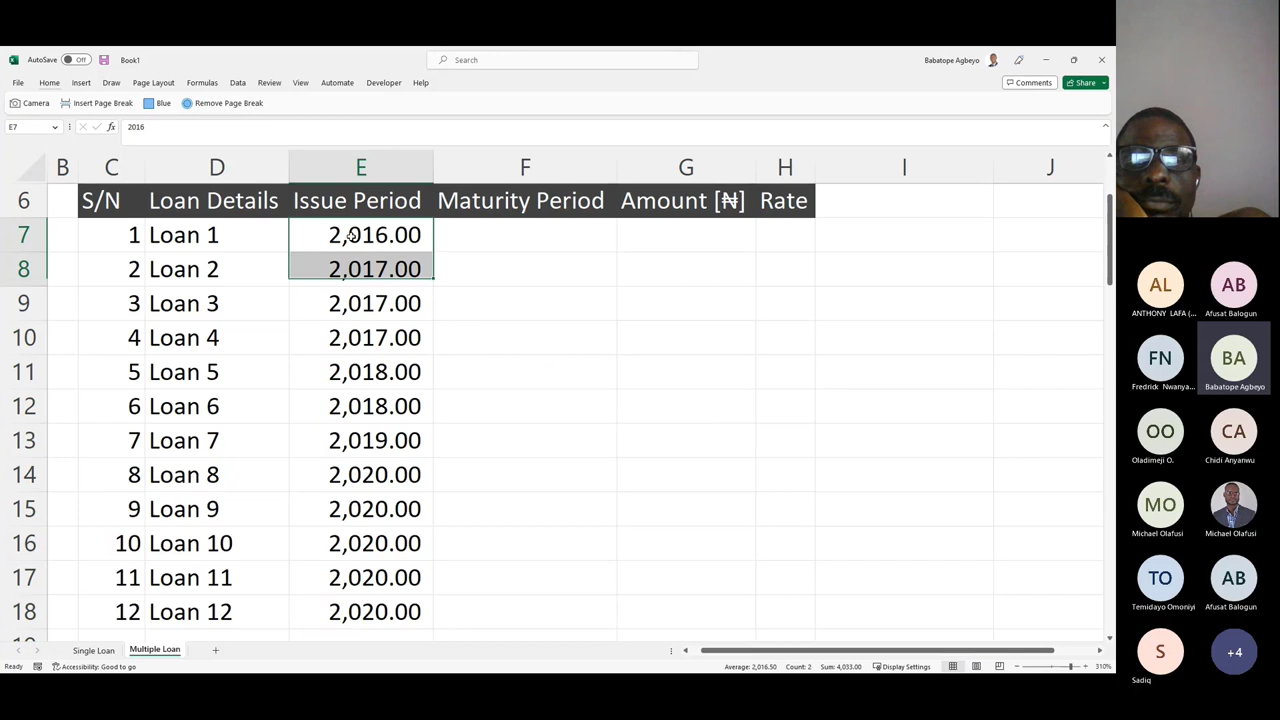 AutoSave Off Book1 Search Babatope Agbeyo
File Home Insert Draw Page Layout Formulas Data Review View Automate Developer Help Comments Share
Camera Insert Page Break Blue Remove Page Break
E7 fx 2016
B C D E F G H I J
6 S/N Loan Details Issue Period Maturity Period Amount [₦] Rate
7 1 Loan 1 2,016.00
8 2 Loan 2 2,017.00
9 3 Loan 3 2,017.00
10 4 Loan 4 2,017.00
11 5 Loan 5 2,018.00
12 6 Loan 6 2,018.00
13 7 Loan 7 2,019.00
14 8 Loan 8 2,020.00
15 9 Loan 9 2,020.00
16 10 Loan 10 2,020.00
17 11 Loan 11 2,020.00
18 12 Loan 12 2,020.00
Single Loan Multiple Loan
Ready Accessibility: Good to go Average: 2,016.50 Count: 2 Sum: 4,033.00 Display Settings 310%
AL AB
ANTHONY LAFA (... Afusat Balogun
FN BA
Fredrick Nwanya... Babatope Agbeyo
OO CA
Oladimeji O. Chidi Anyanwu
MO
Michael Olafusi Michael Olafusi
TO AB
Temidayo Omoniyi Afusat Balogun
S +4
Sadiq